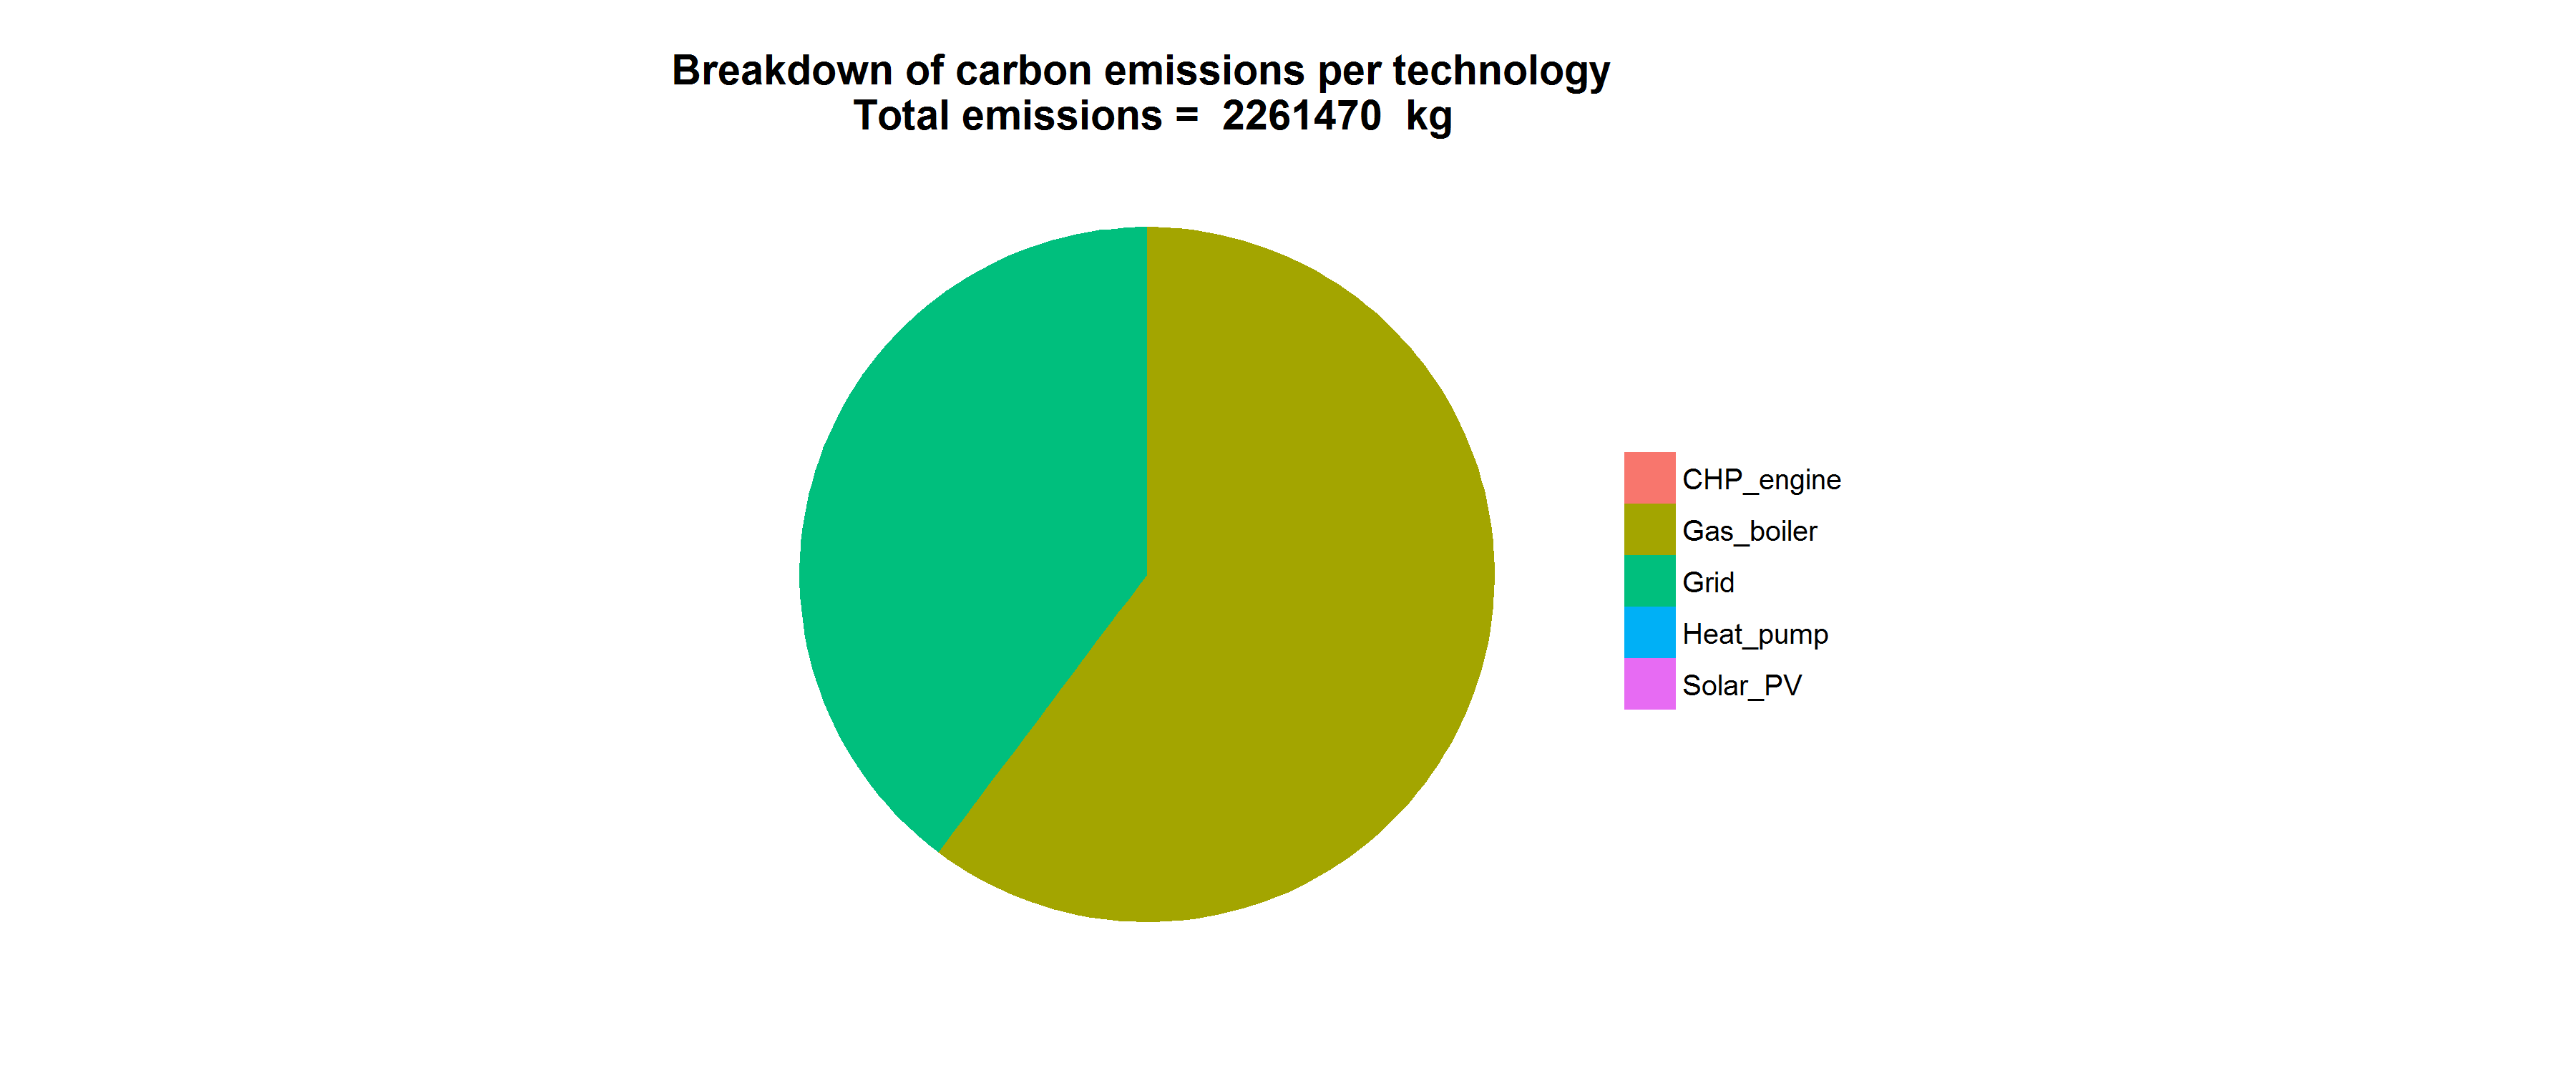 Breakdown of carbon emissions per technology
Total emissions =  2261470  kg
CHP_engine
Gas_boiler
Grid
Heat_pump
Solar_PV